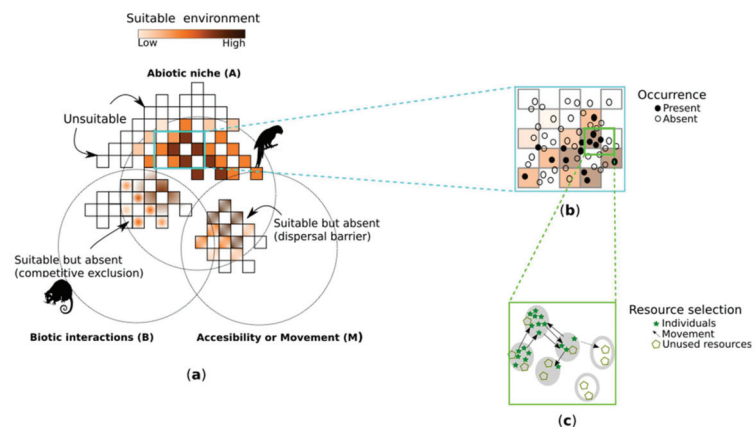 Suitable environment
Low High
Abiotic niche (A)
Unsuitable
Suitable but absent
(dispersal barrier)
Suitable but absent
(competitive exclusion)
Biotic interactions (B)
Accesibility or Movement (M)
(a)
Occurrence
Present
Absent
(b)
Resource selection
Individuals
Movement
Unused resources
(c)